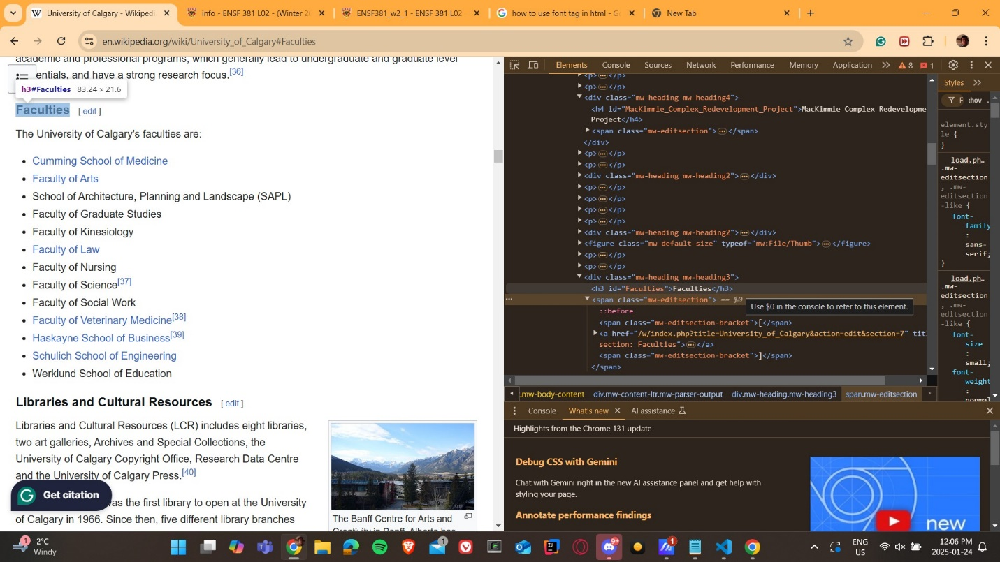 University of Calgary - Wikiped
info - ENSF 381 L02 - (Winter 2
ENSF381_w2_1 - ENSF 381 L02
how to use font tag in html - G
New Tab
en.wikipedia.org/wiki/University_of_Calgary#Faculties
academic and professional programs, which generally lead to undergraduate and graduate level
entials, and have a strong research focus.[36]
h3#Faculties 83.24 × 21.6
Faculties [ edit ]
The University of Calgary's faculties are:
• Cumming School of Medicine
• Faculty of Arts
• School of Architecture, Planning and Landscape (SAPL)
• Faculty of Graduate Studies
• Faculty of Kinesiology
• Faculty of Law
• Faculty of Nursing
• Faculty of Science[37]
• Faculty of Social Work
• Faculty of Veterinary Medicine[38]
• Haskayne School of Business[39]
• Schulich School of Engineering
• Werklund School of Education
Libraries and Cultural Resources [ edit ]
Libraries and Cultural Resources (LCR) includes eight libraries,
two art galleries, Archives and Special Collections, the
University of Calgary Copyright Office, Research Data Centre
and the University of Calgary Press.[40]
Get citation
as the first library to open at the University
of Calgary in 1966. Since then, five different library branches
The Banff Centre for Arts and
Creativity in Banff, Alberta has
Elements Console Sources Network Performance Memory Application 8 1
<p>…</p>
<p>…</p>
<div class="mw-heading mw-heading4">
<h4 id="MacKimmie_Complex_Redevelopment_Project">MacKimmie Complex Redevelopme
Project</h4>
<span class="mw-editsection">…</span>
</div>
<p>…</p>
<p>…</p>
<div class="mw-heading mw-heading2">…</div>
<p>…</p>
<p>…</p>
<p>…</p>
<p>…</p>
<div class="mw-heading mw-heading2">…</div>
<figure class="mw-default-size" typeof="mw:File/Thumb">…</figure>
<p>…</p>
<p>…</p>
<div class="mw-heading mw-heading3">
<h3 id="Faculties">Faculties</h3>
<span class="mw-editsection"> == $0
Use $0 in the console to refer to this element.
::before
<span class="mw-editsection-bracket">[</span>
<a href="/w/index.php?title=University_of_Calgary&action=edit&section=7" tit
section: Faculties">…</a>
<span class="mw-editsection-bracket">]</span>
</span>
.mw-body-content div.mw-content-ltr.mw-parser-output div.mw-heading.mw-heading3 span.mw-editsection
Styles
F :hov .
element.sty
le {
}
load.ph…
.mw-
editsection
, .mw-
editsection
-like {
font-
family
:
sans-
serif;
}
load.ph…
.mw-
editsection
, .mw-
editsection
-like {
font-
size
:
small;
font-
weight
:
normal
Console What's new AI assistance
Highlights from the Chrome 131 update
Debug CSS with Gemini
Chat with Gemini right in the new AI assistance panel and get help with
styling your page.
Annotate performance findings
new
1
-2°C
Windy
1
9+
1
ENG
US
12:06 PM
2025-01-24